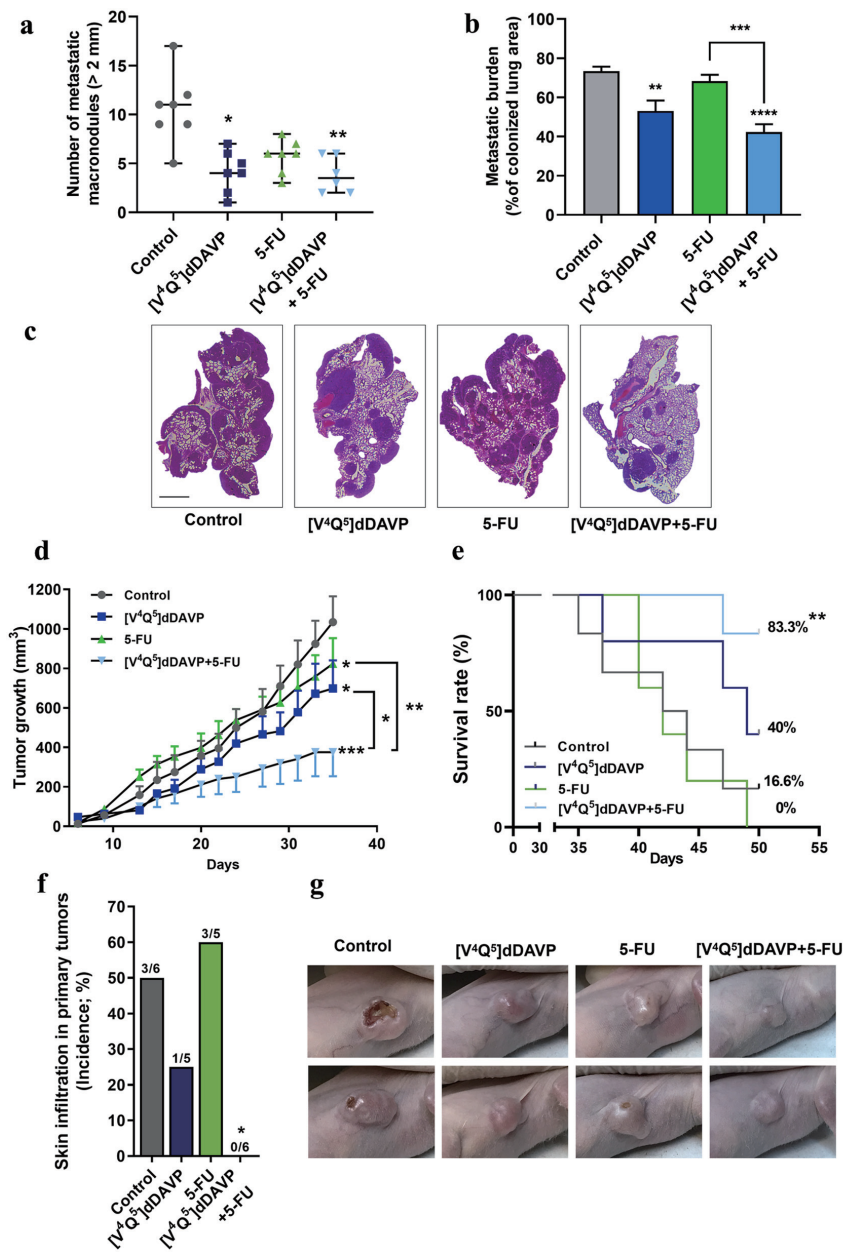 a
Number of metastatic
macronodules (> 2 mm)
20
15
10
5
0
*
**
Control
[V⁴Q⁵]dDAVP
5-FU
[V⁴Q⁵]dDAVP
+ 5-FU
b
Metastatic burden
(%of colonized lung area)
100
80
60
40
20
0
**
***
****
Control
[V⁴Q⁵]dDAVP
5-FU
[V⁴Q⁵]dDAVP
+ 5-FU
c
Control
[V⁴Q⁵]dDAVP
5-FU
[V⁴Q⁵]dDAVP+5-FU
d
Tumor growth (mm³)
1200
1000
800
600
400
200
0
Control
[V⁴Q⁵]dDAVP
5-FU
[V⁴Q⁵]dDAVP+5-FU
*
*
***
*
**
10
20
30
40
Days
e
Survival rate (%)
100
50
0
83.3%
**
40%
16.6%
0%
Control
[V⁴Q⁵]dDAVP
5-FU
[V⁴Q⁵]dDAVP+5-FU
0
30
35
40
45
50
55
Days
f
Skin infiltration in primary tumors
(Incidence; %)
70
60
50
40
30
20
10
0
3/6
1/5
3/5
*
0/6
Control
[V⁴Q⁵]dDAVP
5-FU
[V⁴Q⁵]dDAVP
+5-FU
g
Control
[V⁴Q⁵]dDAVP
5-FU
[V⁴Q⁵]dDAVP+5-FU